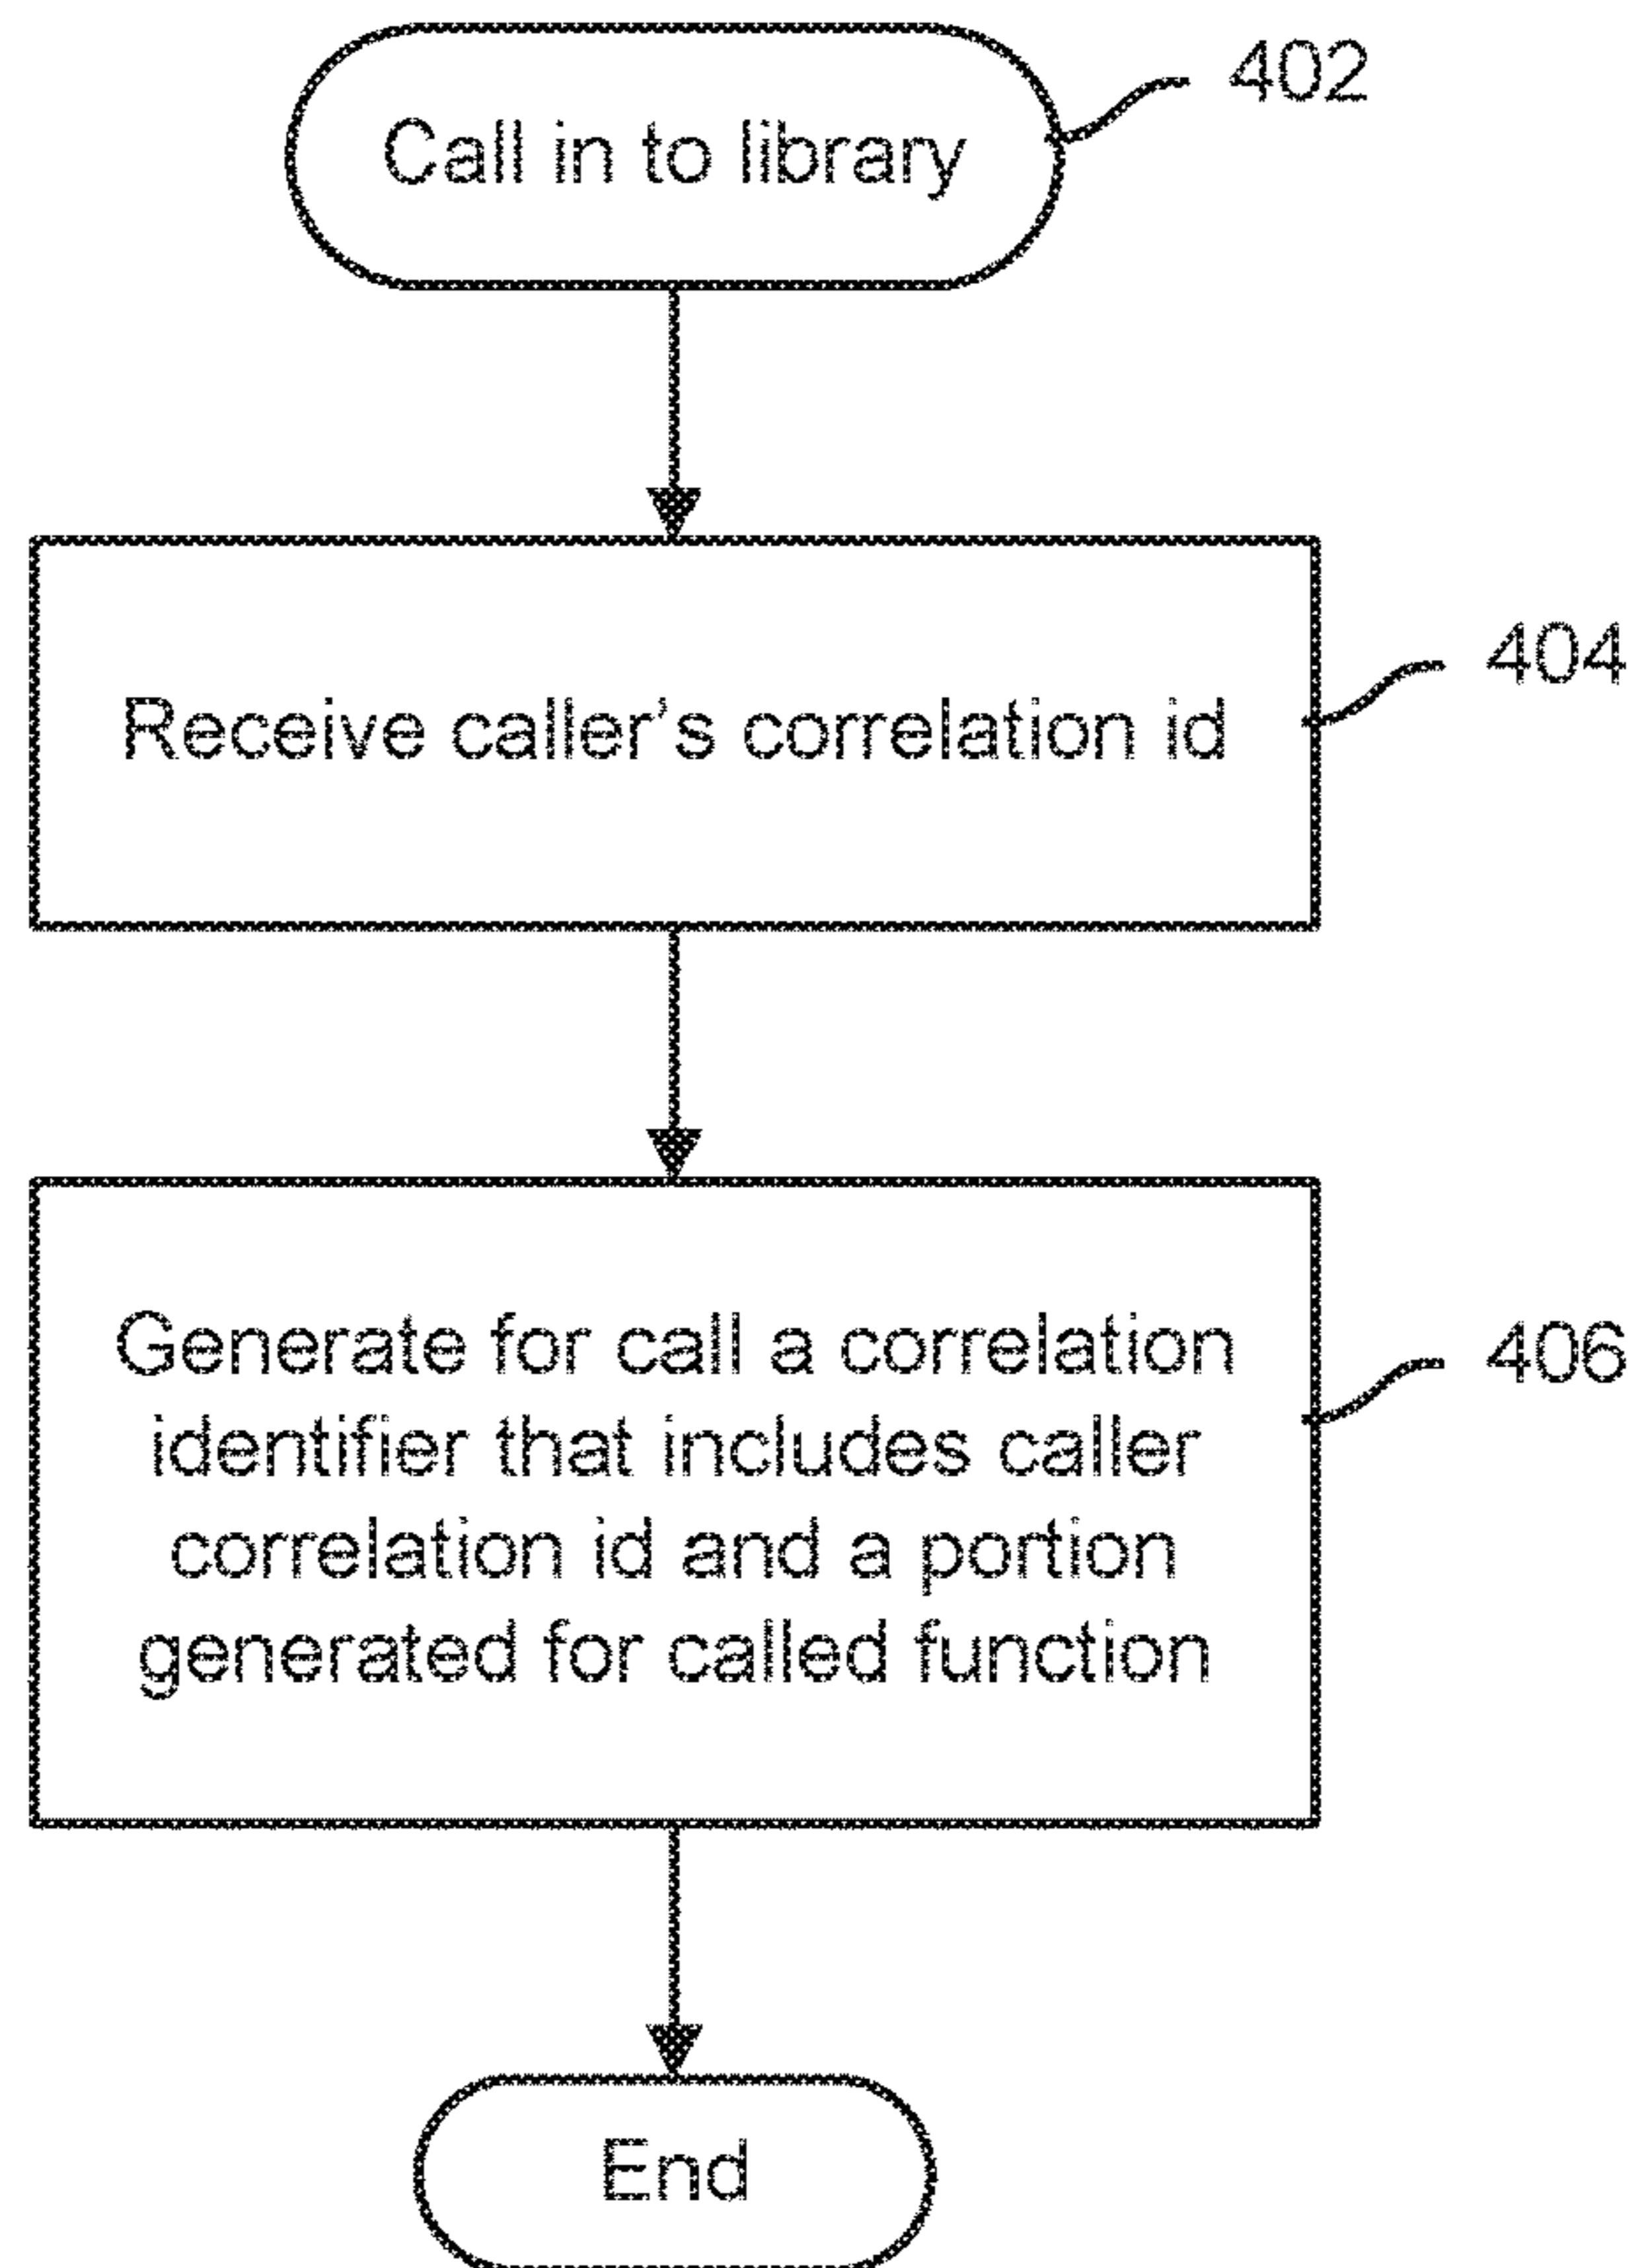 Call in to library
402
Receive caller's correlation id
404
Generate for call a correlation
identifier that includes caller
correlation id and a portion
generated for called function
406
End